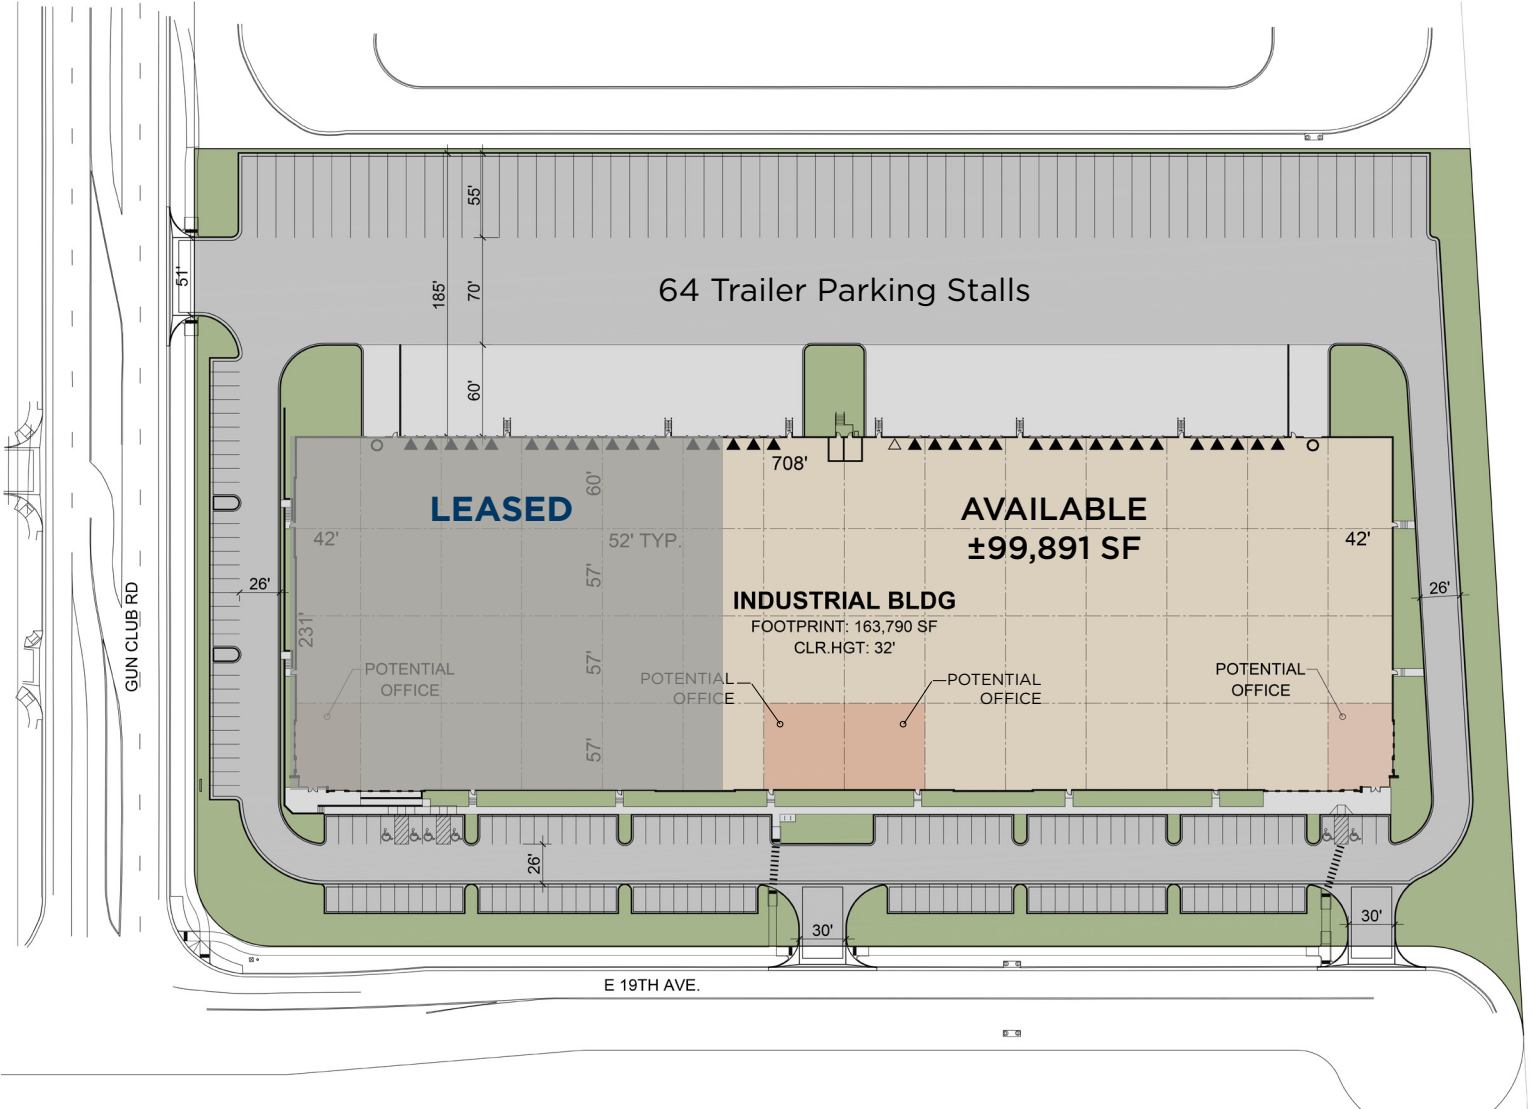 55'
51'
185'
70'
64 Trailer Parking Stalls
60'
708'
60'
LEASED
AVAILABLE
±99,891 SF
42'
52' TYP.
42'
57'
26'
26'
INDUSTRIAL BLDG
FOOTPRINT: 163,790 SF
CLR.HGT: 32'
GUN CLUB RD
231'
57'
POTENTIAL
OFFICE
POTENTIAL
OFFICE
POTENTIAL
OFFICE
POTENTIAL
OFFICE
57'
26'
30'
30'
E 19TH AVE.